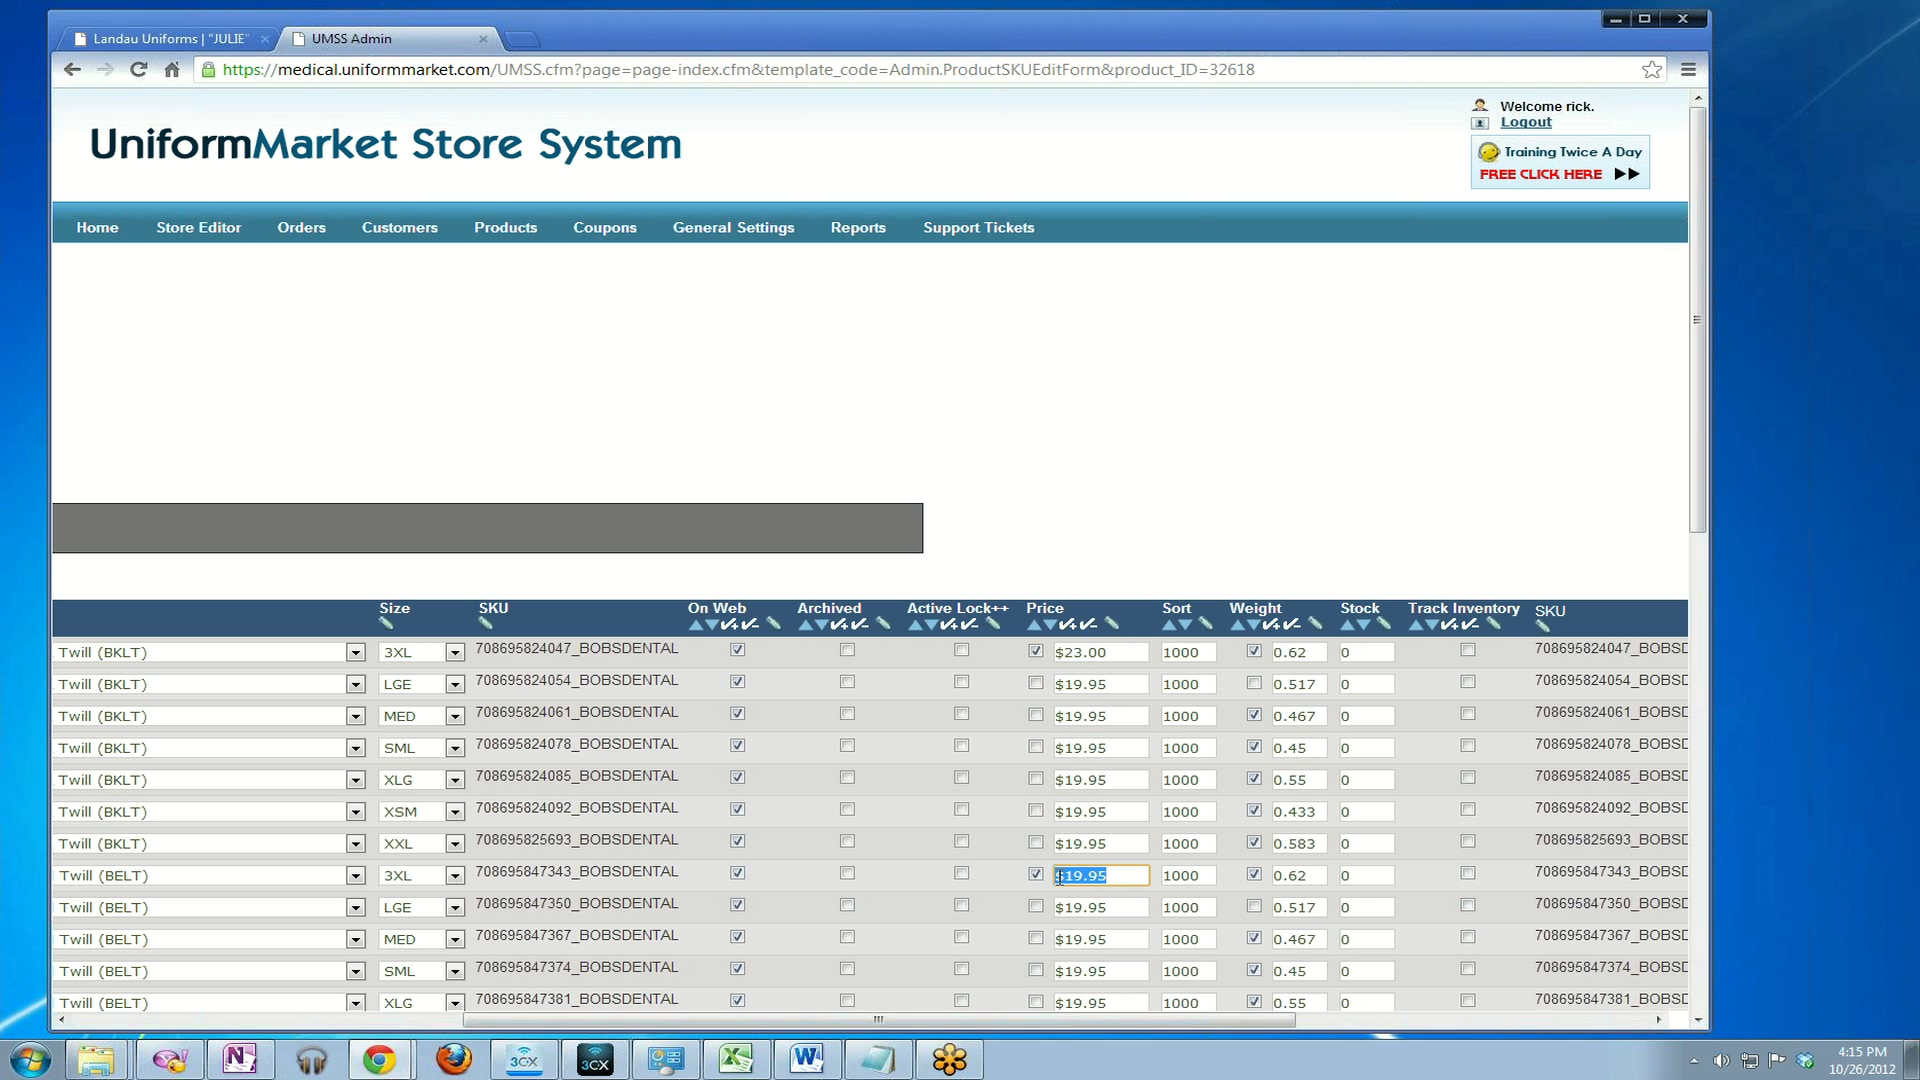 Landau Uniforms | "JULIE"
UMSS Admin
https://medical.uniformmarket.com/UMSS.cfm?page=page-index.cfm&template_code=Admin.ProductSKUEditForm&product_ID=32618
UniformMarket Store System
Welcome rick.
Logout
Training Twice A Day
FREE CLICK HERE
Home Store Editor Orders Customers Products Coupons General Settings Reports Support Tickets
Size SKU On Web Archived Active Lock++ Price Sort Weight Stock Track Inventory SKU
Twill (BKLT) 3XL 708695824047_BOBSDENTAL $23.00 1000 0.62 0 708695824047_BOBSD
Twill (BKLT) LGE 708695824054_BOBSDENTAL $19.95 1000 0.517 0 708695824054_BOBSD
Twill (BKLT) MED 708695824061_BOBSDENTAL $19.95 1000 0.467 0 708695824061_BOBSD
Twill (BKLT) SML 708695824078_BOBSDENTAL $19.95 1000 0.45 0 708695824078_BOBSD
Twill (BKLT) XLG 708695824085_BOBSDENTAL $19.95 1000 0.55 0 708695824085_BOBSD
Twill (BKLT) XSM 708695824092_BOBSDENTAL $19.95 1000 0.433 0 708695824092_BOBSD
Twill (BKLT) XXL 708695825693_BOBSDENTAL $19.95 1000 0.583 0 708695825693_BOBSD
Twill (BELT) 3XL 708695847343_BOBSDENTAL $19.95 1000 0.62 0 708695847343_BOBSD
Twill (BELT) LGE 708695847350_BOBSDENTAL $19.95 1000 0.517 0 708695847350_BOBSD
Twill (BELT) MED 708695847367_BOBSDENTAL $19.95 1000 0.467 0 708695847367_BOBSD
Twill (BELT) SML 708695847374_BOBSDENTAL $19.95 1000 0.45 0 708695847374_BOBSD
Twill (BELT) XLG 708695847381_BOBSDENTAL $19.95 1000 0.55 0 708695847381_BOBSD
3CX
3CX
4:15 PM
10/26/2012